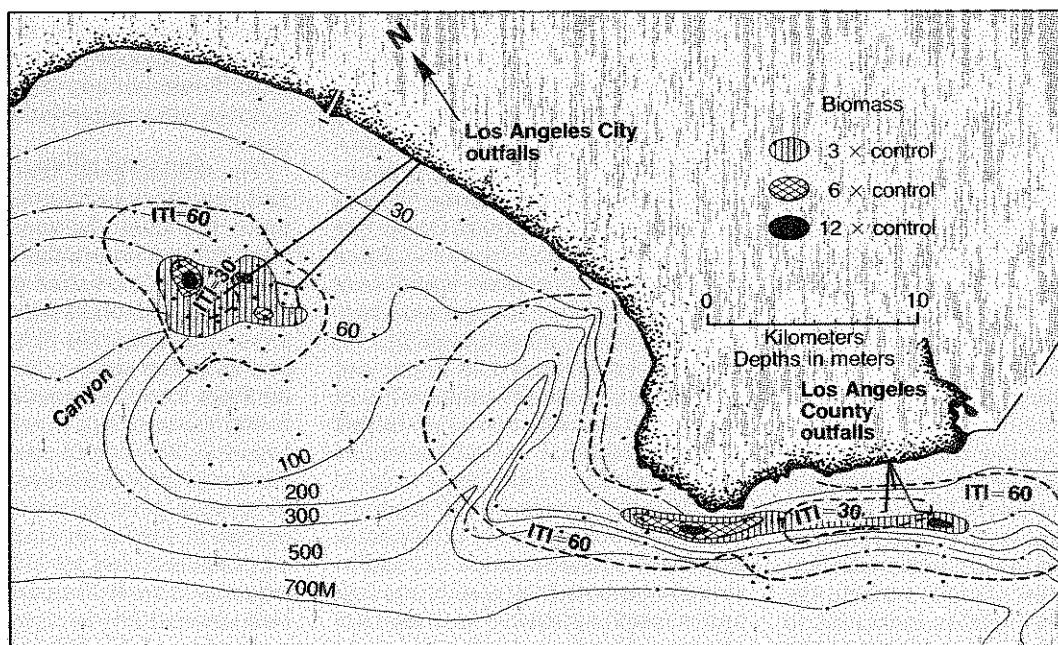 N
Los Angeles City
outfalls
Biomass
3 × control
6 × control
12 × control
30
ITI=60
ITI=30
60
0
10
Kilometers
Depths in meters
Canyon
Los Angeles
County
outfalls
100
200
300
ITI=60
ITI=30
ITI=60
500
700M